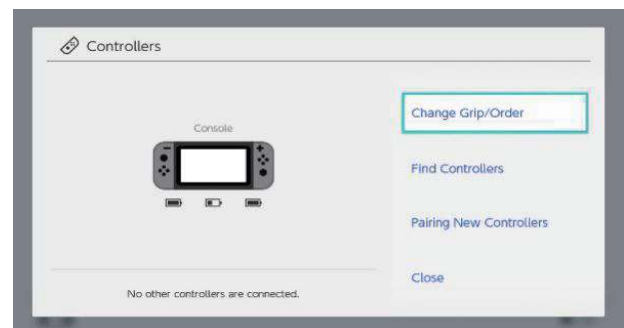 Controllers
Console
Change Grip/Order
Find Controllers
Pairing New Controllers
Close
No other controllers are connected.